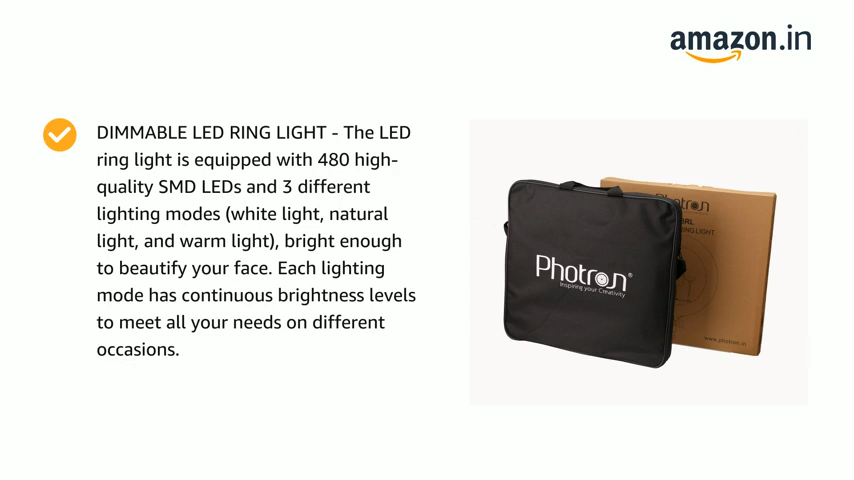 amazon.in
DIMMABLE LED RING LIGHT - The LED
ring light is equipped with 480 high-
quality SMD LEDs and 3 different
lighting modes (white light, natural
light, and warm light), bright enough
to beautify your face. Each lighting
mode has continuous brightness levels
to meet all your needs on different
occasions.
Photron
RING LIGHT
Photron®
Inspiring your Creativity
www.photron.in